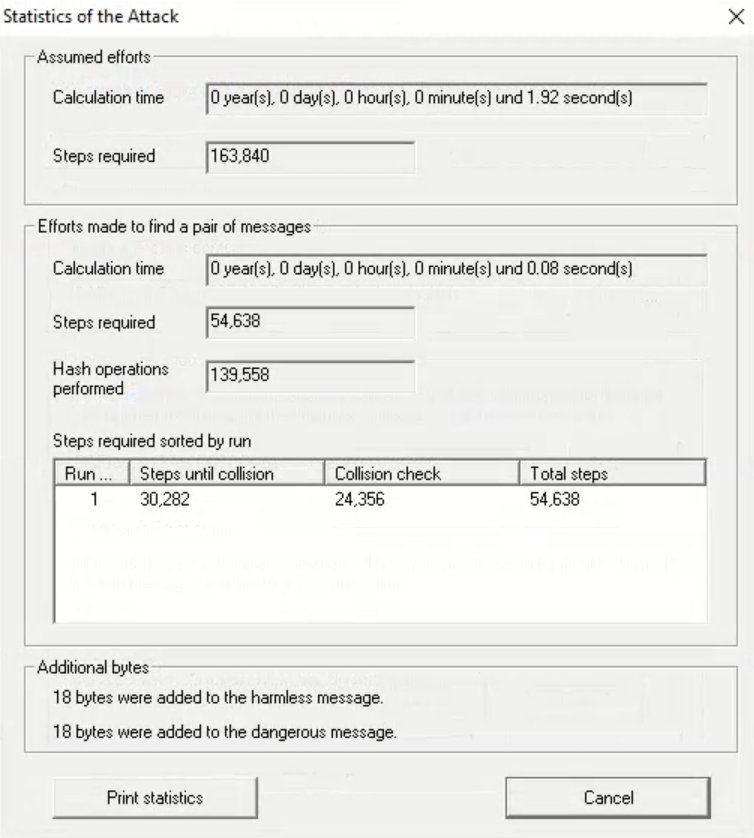 Statistics of the Attack
Assumed efforts
Calculation time 0 year(s), 0 day(s), 0 hour(s), 0 minute(s) und 1.92 second(s)
Steps required 163,840
Efforts made to find a pair of messages
Calculation time 0 year(s), 0 day(s), 0 hour(s), 0 minute(s) und 0.08 second(s)
Steps required 54,638
Hash operations
performed 139,558
Steps required sorted by run
Run ... Steps until collision Collision check Total steps
1 30,282 24,356 54,638
Additional bytes
18 bytes were added to the harmless message.
18 bytes were added to the dangerous message.
Print statistics Cancel